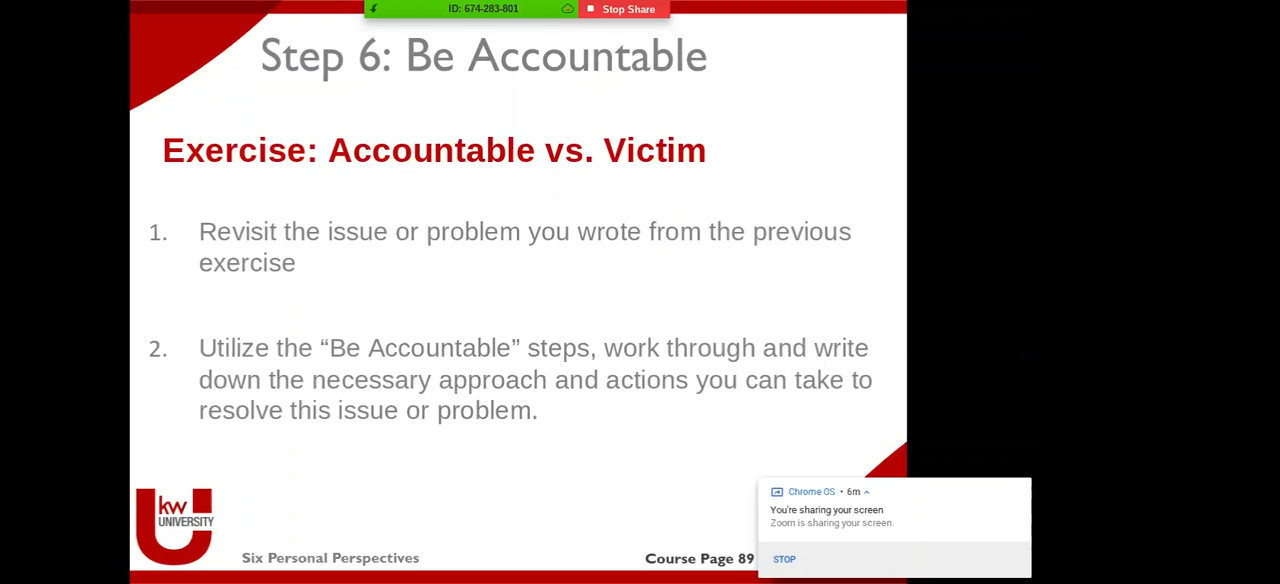 ID: 674-283-801
Stop Share
Step 6: Be Accountable
Exercise: Accountable vs. Victim
1. Revisit the issue or problem you wrote from the previous
exercise
2. Utilize the “Be Accountable” steps, work through and write
down the necessary approach and actions you can take to
resolve this issue or problem.
kw
UNIVERSITY
Six Personal Perspectives
Course Page 89
Chrome OS • 6m
You're sharing your screen
Zoom is sharing your screen.
STOP